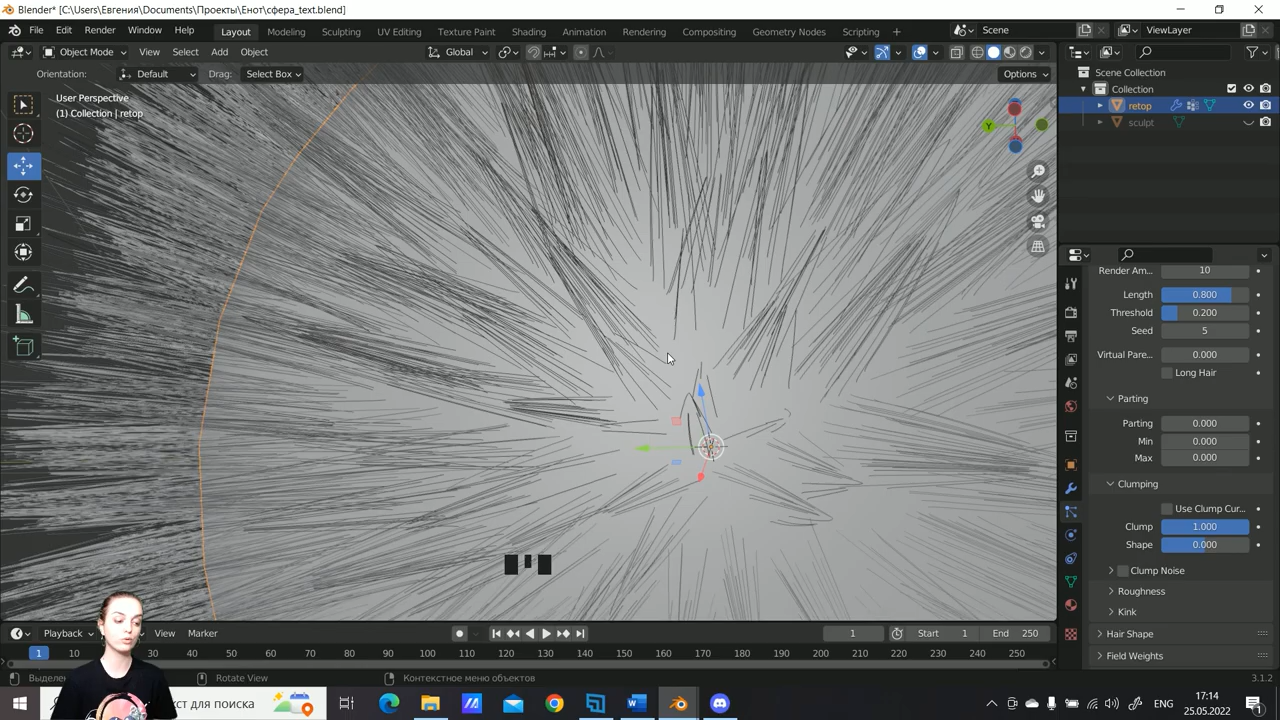 Blender* [C:\Users\Евгения\Documents\Проекты\Енот\сфера_text.blend]
File Edit Render Window Help
Layout Modeling Sculpting UV Editing Texture Paint Shading Animation Rendering Compositing Geometry Nodes Scripting
Scene ViewLayer
Object Mode View Select Add Object Global
Orientation: Default Drag: Select Box Options
User Perspective
(1) Collection | retop
Y
Scene Collection
Collection
retop
sculpt
Render Am... 10
Length 0.800
Threshold 0.200
Seed 5
Virtual Pare... 0.000
Long Hair
Parting
Parting 0.000
Min 0.000
Max 0.000
Clumping
Use Clump Cur...
Clump 1.000
Shape 0.000
Clump Noise
Roughness
Kink
Hair Shape
Field Weights
Playback View Marker 1 Start 1 End 250
1 10 30 40 50 60 70 80 90 100 110 120 130 140 150 160 170 180 190 200 210 220 230 240 250
Выделен Rotate View Контекстное меню объектов 3.1.2
кст для поиска ENG 17:14
25.05.2022